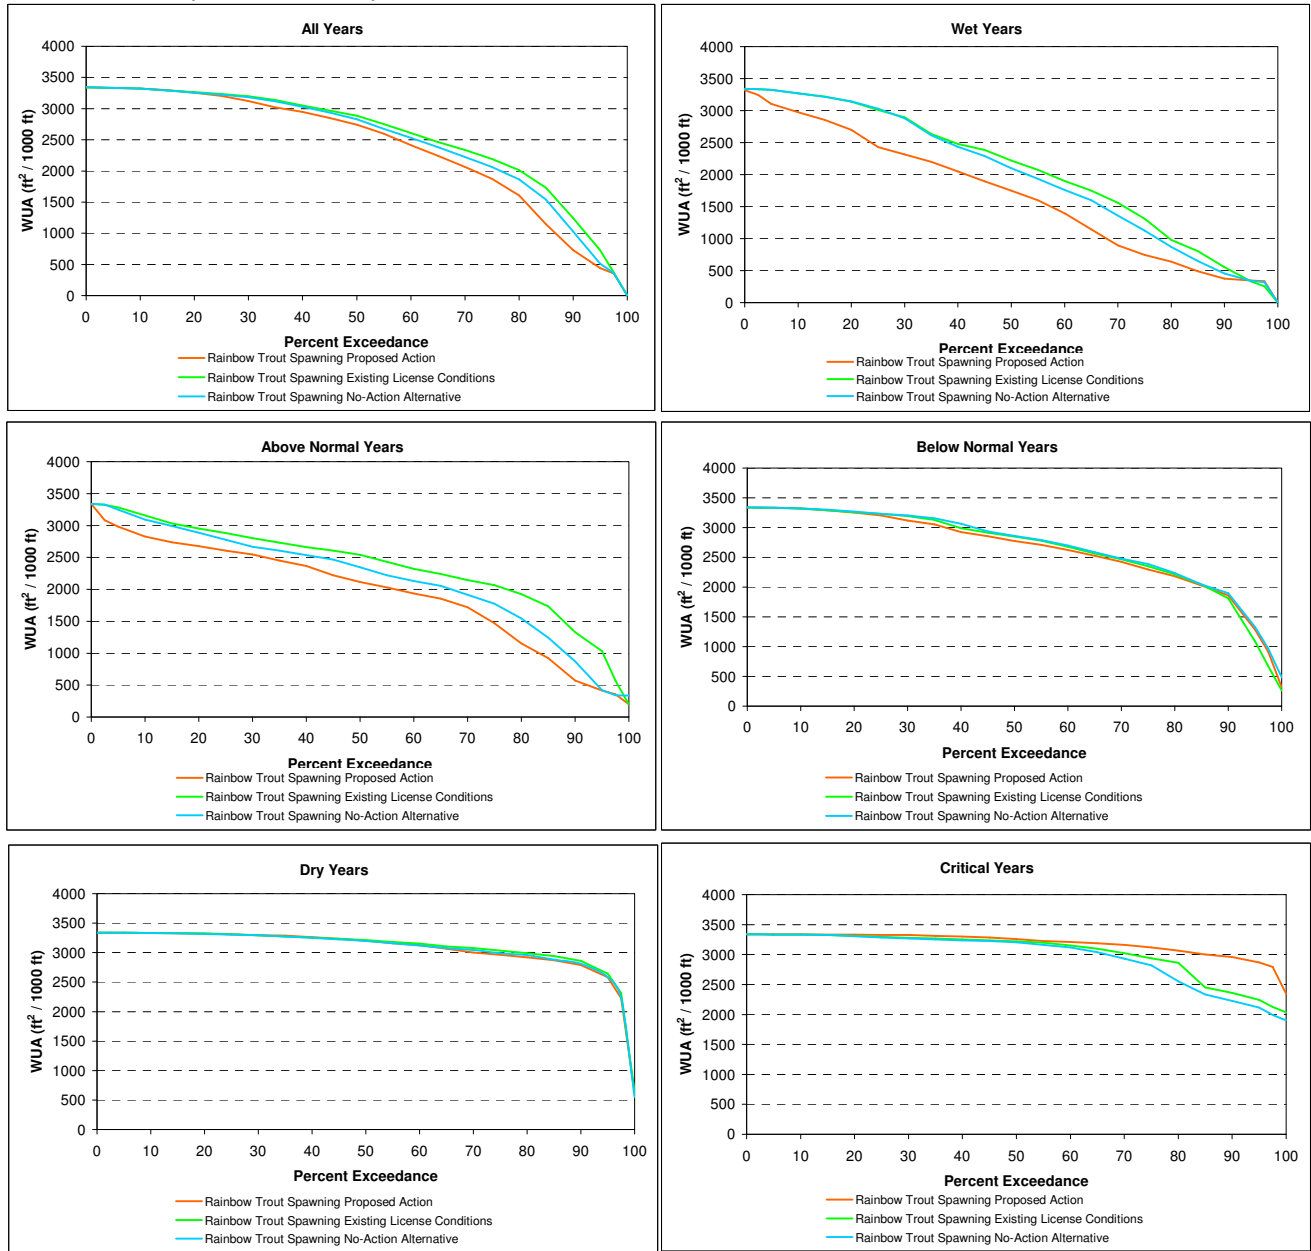 All Years
4000
3500
3000
2500
2000
1500
1000
500
0
WUA (ft² / 1000 ft)
0 10 20 30 40 50 60 70 80 90 100
Percent Exceedance
Rainbow Trout Spawning Proposed Action
Rainbow Trout Spawning Existing License Conditions
Rainbow Trout Spawning No-Action Alternative
Wet Years
4000
3500
3000
2500
2000
1500
1000
500
0
WUA (ft² / 1000 ft)
0 10 20 30 40 50 60 70 80 90 100
Percent Exceedance
Rainbow Trout Spawning Proposed Action
Rainbow Trout Spawning Existing License Conditions
Rainbow Trout Spawning No-Action Alternative
Above Normal Years
4000
3500
3000
2500
2000
1500
1000
500
0
WUA (ft² / 1000 ft)
0 10 20 30 40 50 60 70 80 90 100
Percent Exceedance
Rainbow Trout Spawning Proposed Action
Rainbow Trout Spawning Existing License Conditions
Rainbow Trout Spawning No-Action Alternative
Below Normal Years
4000
3500
3000
2500
2000
1500
1000
500
0
WUA (ft² / 1000 ft)
0 10 20 30 40 50 60 70 80 90 100
Percent Exceedance
Rainbow Trout Spawning Proposed Action
Rainbow Trout Spawning Existing License Conditions
Rainbow Trout Spawning No-Action Alternative
Dry Years
4000
3500
3000
2500
2000
1500
1000
500
0
WUA (ft² / 1000 ft)
0 10 20 30 40 50 60 70 80 90 100
Percent Exceedance
Rainbow Trout Spawning Proposed Action
Rainbow Trout Spawning Existing License Conditions
Rainbow Trout Spawning No-Action Alternative
Critical Years
4000
3500
3000
2500
2000
1500
1000
500
0
WUA (ft² / 1000 ft)
0 10 20 30 40 50 60 70 80 90 100
Percent Exceedance
Rainbow Trout Spawning Proposed Action
Rainbow Trout Spawning Existing License Conditions
Rainbow Trout Spawning No-Action Alternative